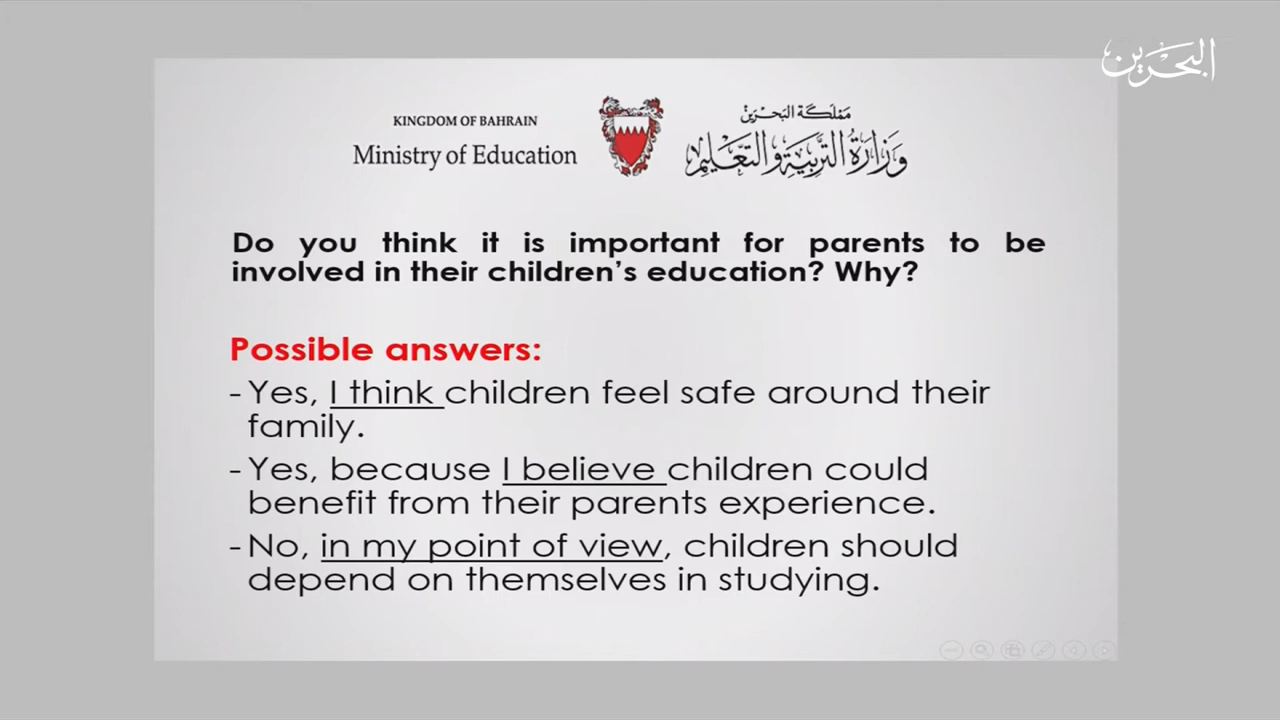 البحرين
KINGDOM OF BAHRAIN
Ministry of Education
مملكة البحرين
وزارة التربية والتعليم
Do you think it is important for parents to be
involved in their children's education? Why?
Possible answers:
- Yes, I think children feel safe around their
family.
- Yes, because I believe children could
benefit from their parents experience.
- No, in my point of view, children should
depend on themselves in studying.